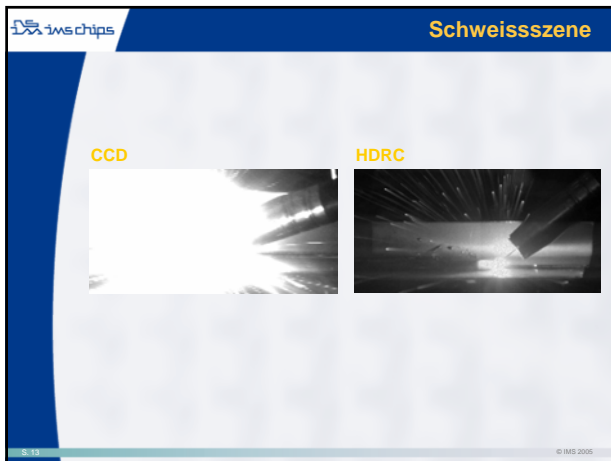 ims chips
Schweissszene
CCD
HDRC
S. 13
© IMS 2005